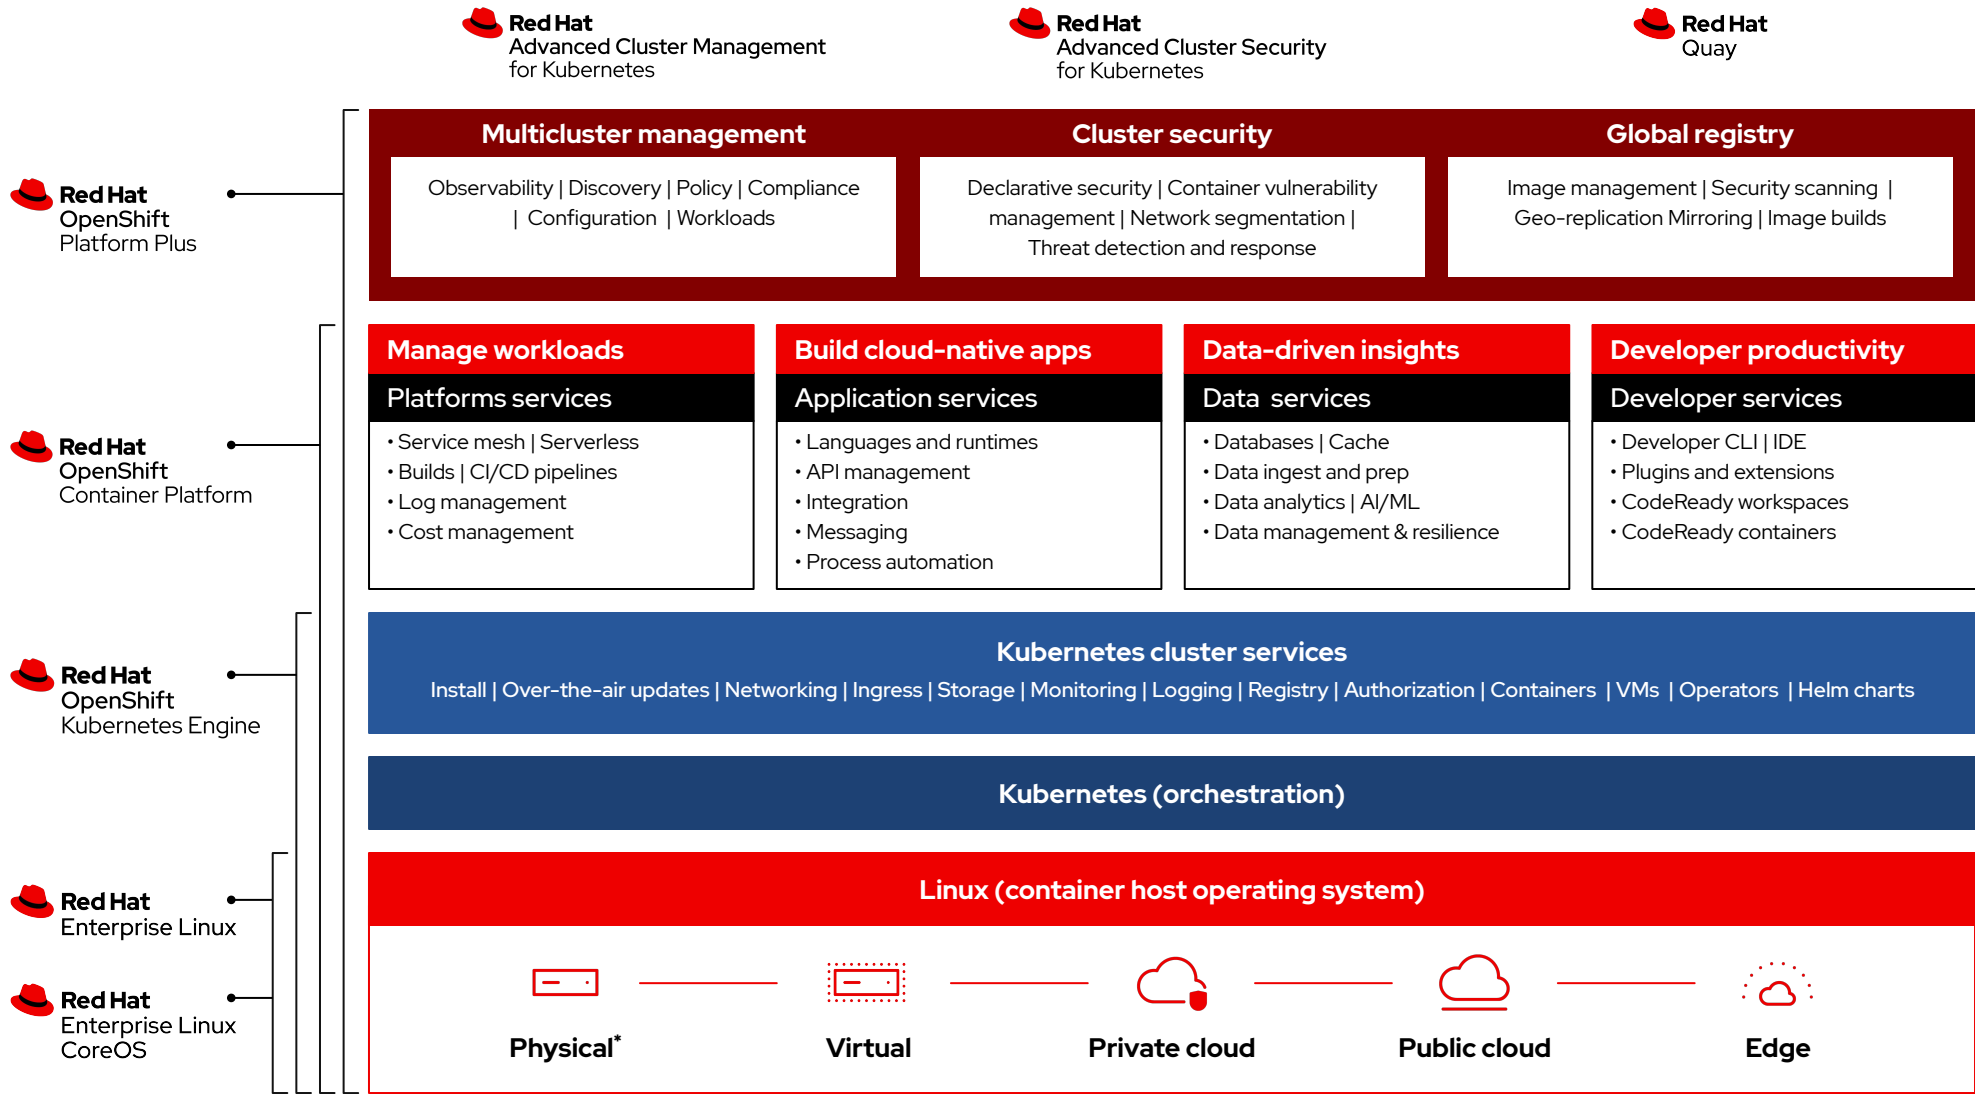 Red Hat
Advanced Cluster Management
for Kubernetes
Red Hat
Advanced Cluster Security
for Kubernetes
Red Hat
Quay
Red Hat
OpenShift
Platform Plus
Multicluster management
Observability | Discovery | Policy | Compliance
| Configuration | Workloads
Cluster security
Declarative security | Container vulnerability
management | Network segmentation |
Threat detection and response
Global registry
Image management | Security scanning |
Geo-replication Mirroring | Image builds
Red Hat
OpenShift
Container Platform
Manage workloads
Platforms services
• Service mesh | Serverless
• Builds | CI/CD pipelines
• Log management
• Cost management
Build cloud-native apps
Application services
• Languages and runtimes
• API management
• Integration
• Messaging
• Process automation
Data-driven insights
Data services
• Databases | Cache
• Data ingest and prep
• Data analytics | AI/ML
• Data management & resilience
Developer productivity
Developer services
• Developer CLI | IDE
• Plugins and extensions
• CodeReady workspaces
• CodeReady containers
Red Hat
OpenShift
Kubernetes Engine
Kubernetes cluster services
Install | Over-the-air updates | Networking | Ingress | Storage | Monitoring | Logging | Registry | Authorization | Containers | VMs | Operators | Helm charts
Kubernetes (orchestration)
Red Hat
Enterprise Linux
Linux (container host operating system)
Red Hat
Enterprise Linux
CoreOS
Physical*
Virtual
Private cloud
Public cloud
Edge